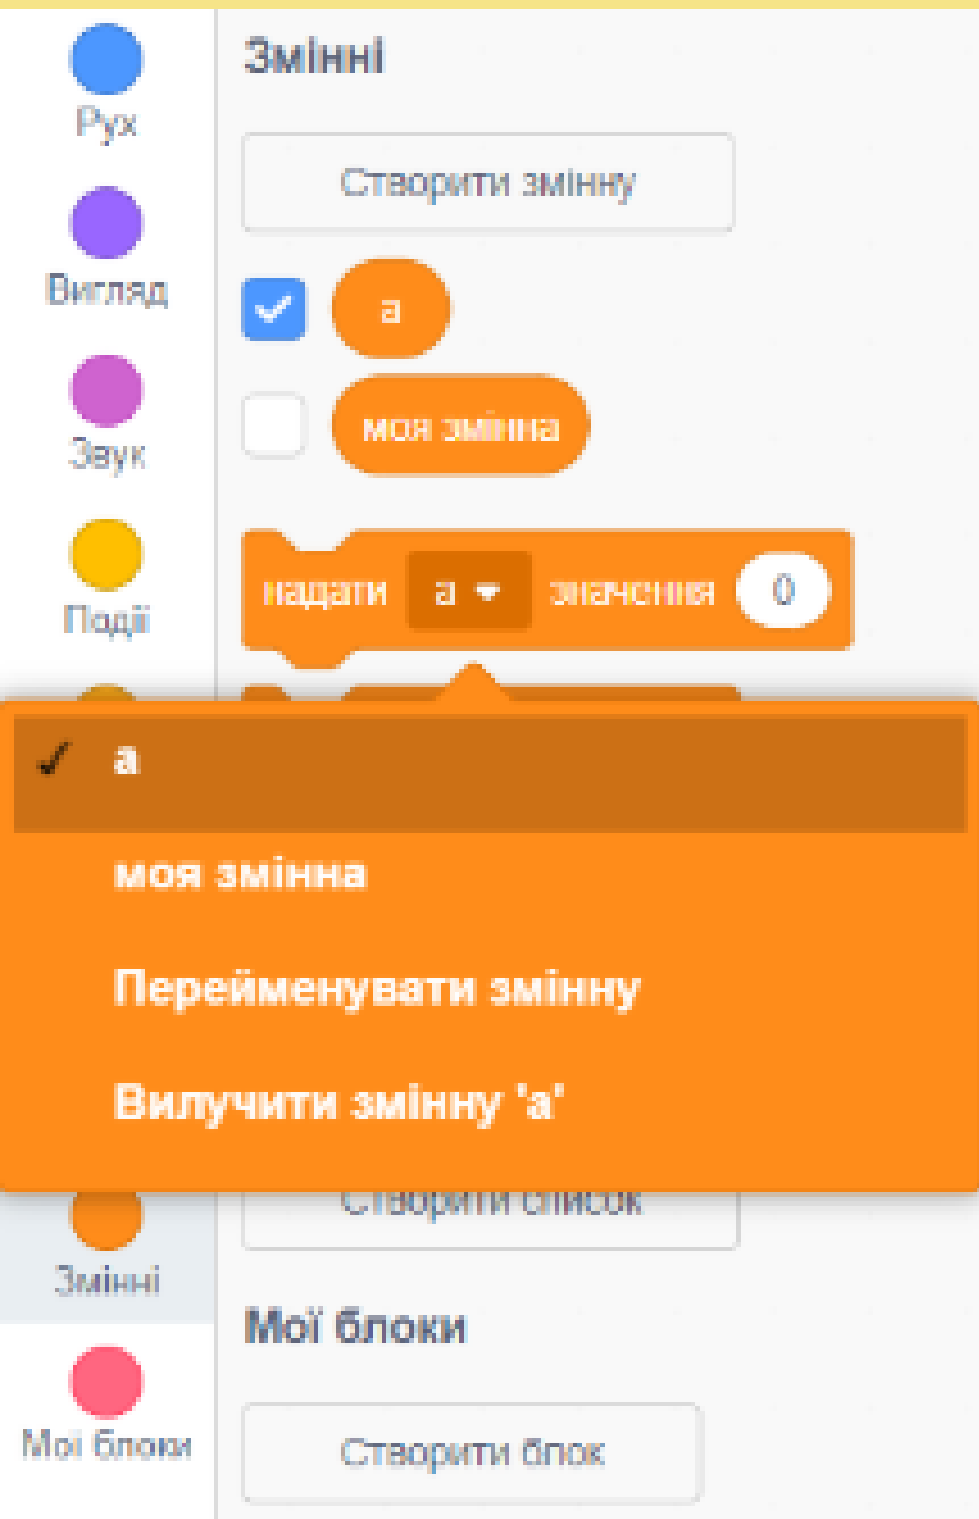 Рух
Вигляд
Звук
Події
Змінні
Створити змінну
а
моя змінна
надати а значення 0
✓ а
моя змінна
Перейменувати змінну
Вилучити змінну 'а'
Створити список
Змінні
Мої блоки
Мої блоки
Створити блок